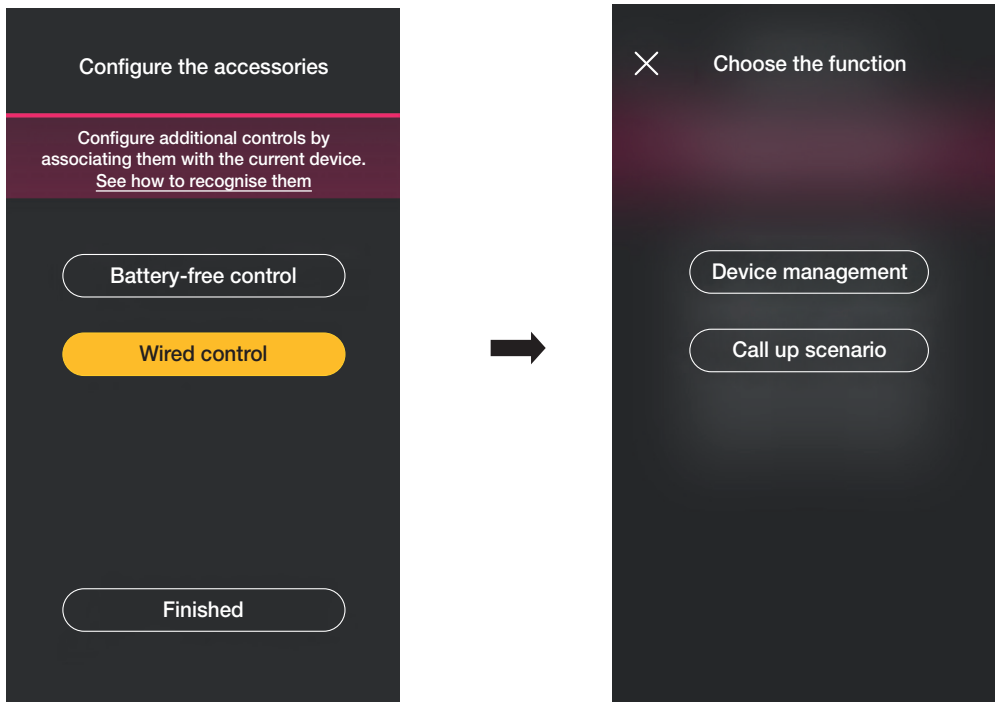 Configure the accessories
Configure additional controls by
associating them with the current device.
See how to recognise them
Battery-free control
Wired control
Finished
Choose the function
Device management
Call up scenario